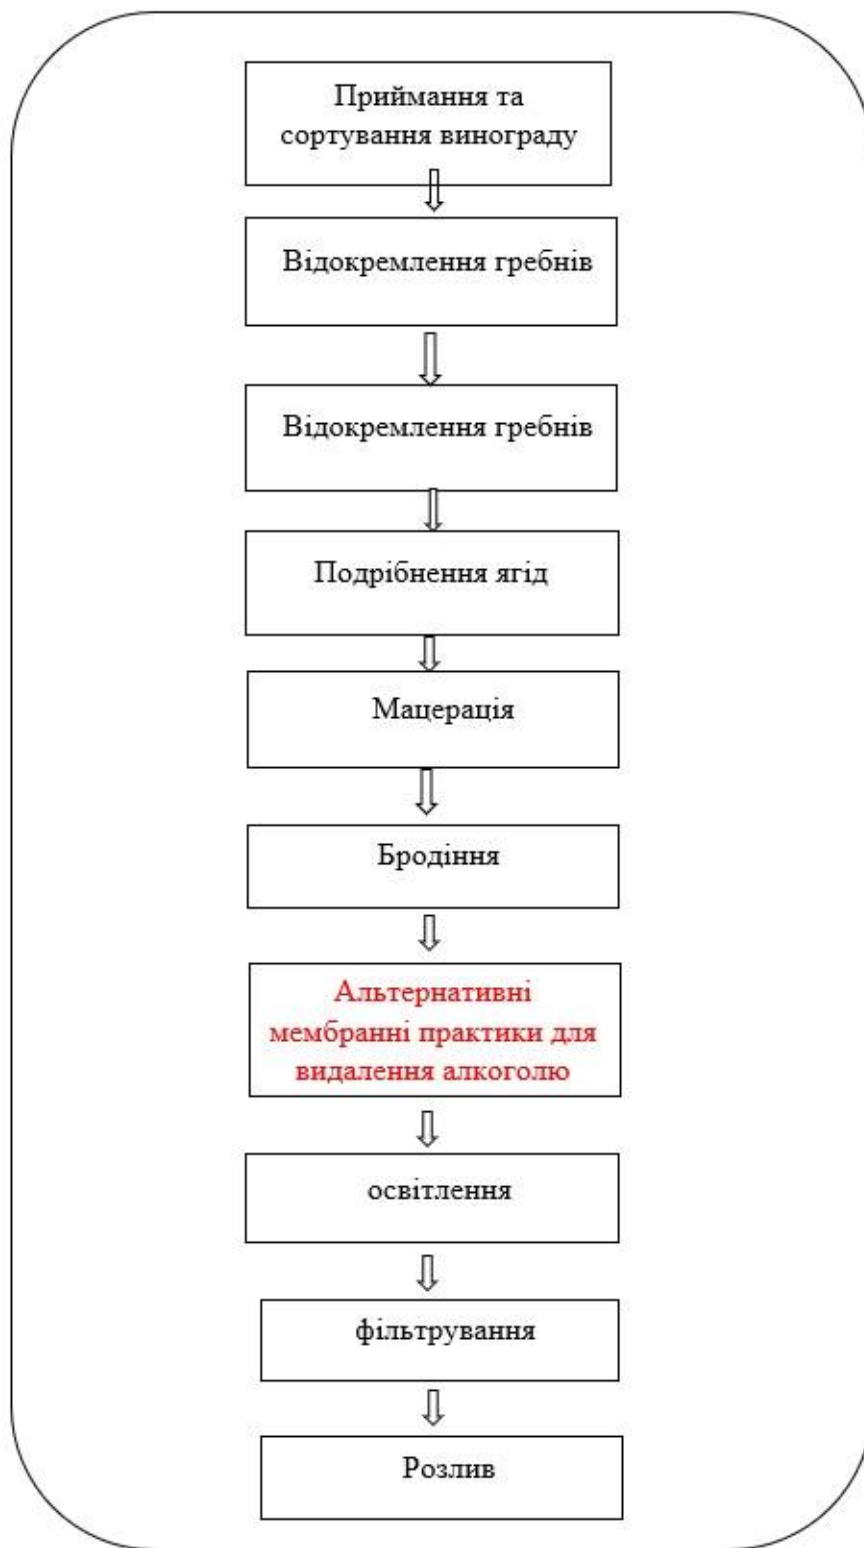 Приймання та
сортування винограду
Відокремлення гребнів
Відокремлення гребнів
Подрібнення ягід
Мацерація
Бродіння
Альтернативні
мембранні практики для
видалення алкоголю
освітлення
фільтрування
Розлив